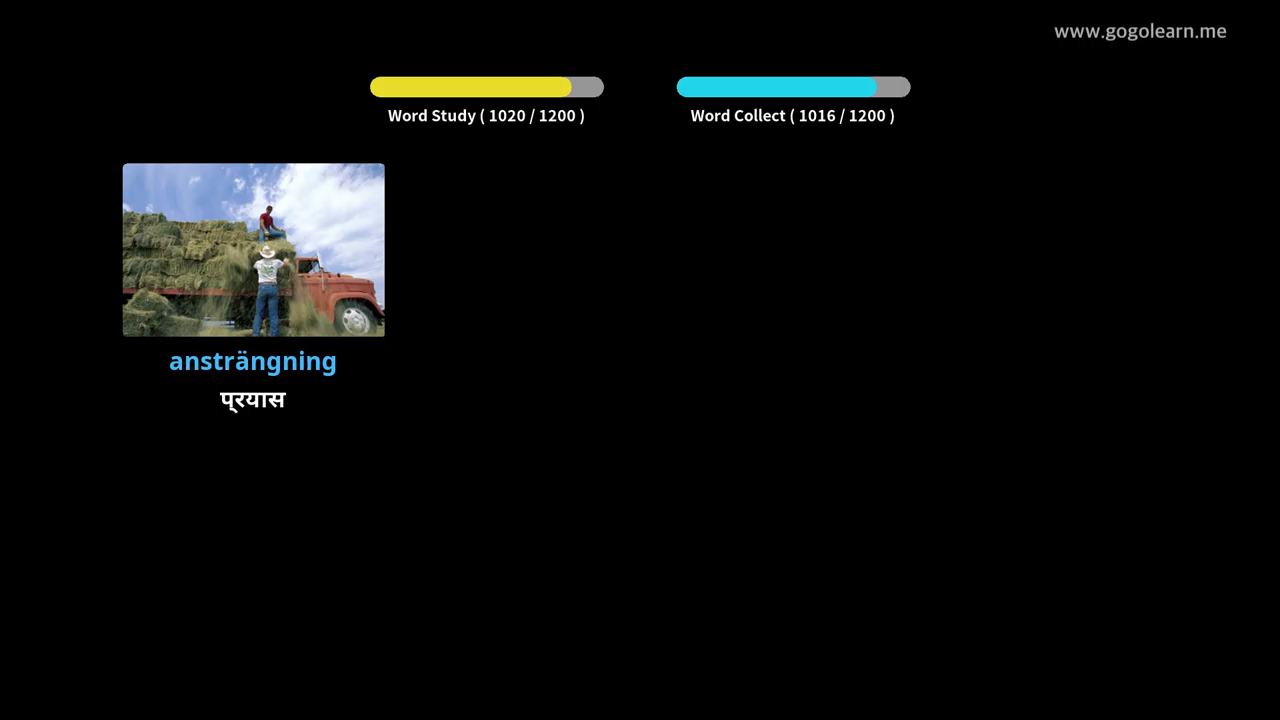 www.gogolearn.me
Word Study ( 1020 / 1200 )
Word Collect ( 1016 / 1200 )
ansträngning
प्रयास